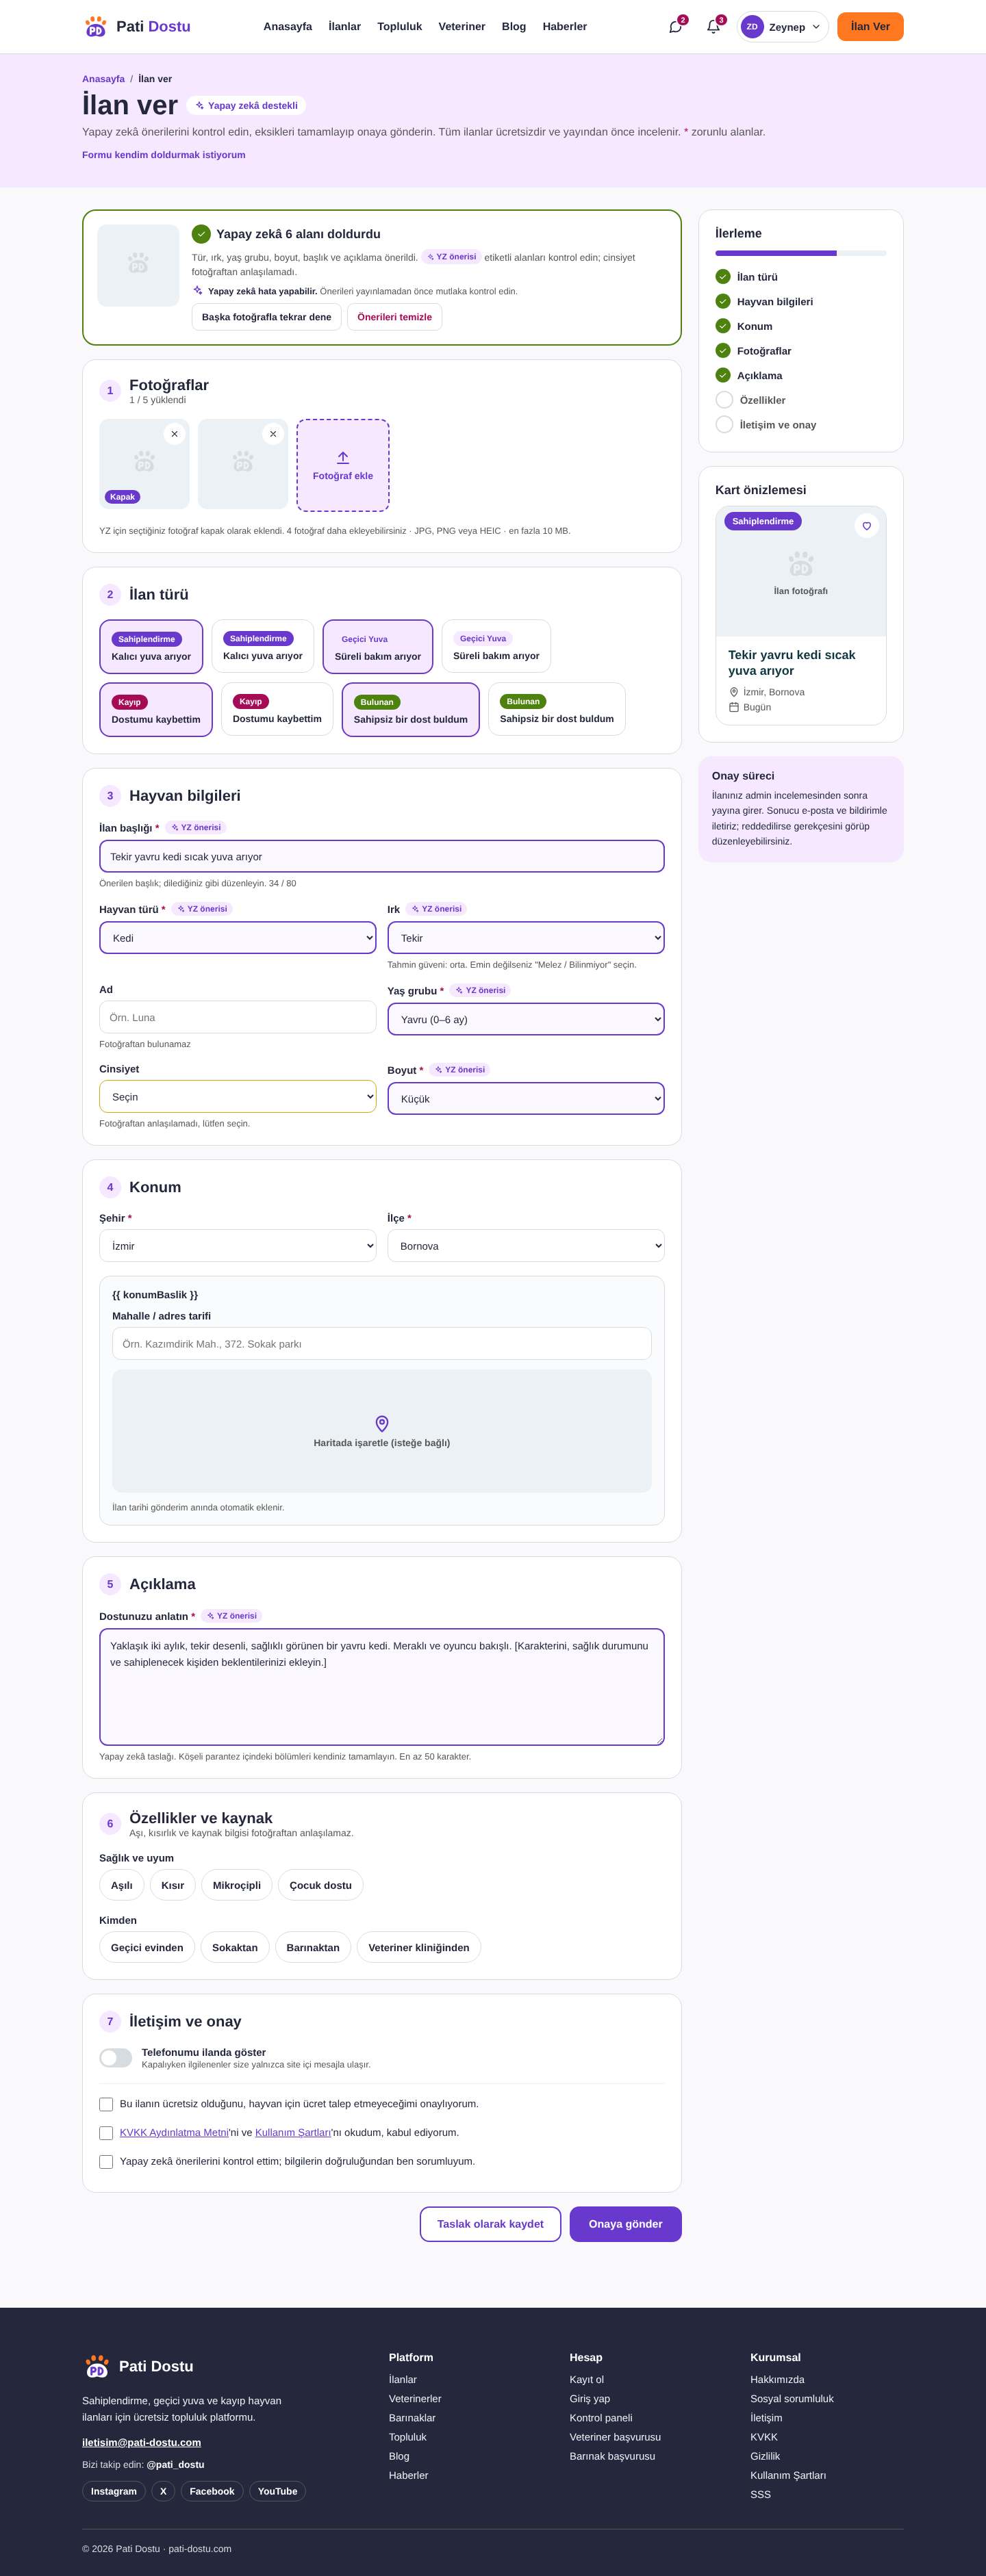 Pati Dostu
Anasayfa İlanlar Topluluk Veteriner Blog Haberler
2
3
ZD Zeynep
İlan Ver
Anasayfa / İlan ver
İlan ver
Yapay zekâ destekli
Yapay zekâ önerilerini kontrol edin, eksikleri tamamlayıp onaya gönderin. Tüm ilanlar ücretsizdir ve yayından önce incelenir. * zorunlu alanlar.
Formu kendim doldurmak istiyorum
PD
Yapay zekâ 6 alanı doldurdu
Tür, ırk, yaş grubu, boyut, başlık ve açıklama önerildi. YZ önerisi etiketli alanları kontrol edin; cinsiyet
fotoğraftan anlaşılamadı.
Yapay zekâ hata yapabilir. Önerileri yayınlamadan önce mutlaka kontrol edin.
Başka fotoğrafla tekrar dene
Önerileri temizle
1
Fotoğraflar
1 / 5 yüklendi
PD
Kapak
PD
Fotoğraf ekle
YZ için seçtiğiniz fotoğraf kapak olarak eklendi. 4 fotoğraf daha ekleyebilirsiniz · JPG, PNG veya HEIC · en fazla 10 MB.
2
İlan türü
Sahiplendirme
Kalıcı yuva arıyor
Sahiplendirme
Kalıcı yuva arıyor
Geçici Yuva
Süreli bakım arıyor
Geçici Yuva
Süreli bakım arıyor
Kayıp
Dostumu kaybettim
Kayıp
Dostumu kaybettim
Bulunan
Sahipsiz bir dost buldum
Bulunan
Sahipsiz bir dost buldum
3
Hayvan bilgileri
İlan başlığı * YZ önerisi
Tekir yavru kedi sıcak yuva arıyor
Önerilen başlık; dilediğiniz gibi düzenleyin. 34 / 80
Hayvan türü * YZ önerisi
Kedi
Irk YZ önerisi
Tekir
Tahmin güveni: orta. Emin değilseniz "Melez / Bilinmiyor" seçin.
Ad
Örn. Luna
Fotoğraftan bulunamaz
Yaş grubu * YZ önerisi
Yavru (0–6 ay)
Cinsiyet
Seçin
Fotoğraftan anlaşılamadı, lütfen seçin.
Boyut * YZ önerisi
Küçük
4
Konum
Şehir *
İzmir
İlçe *
Bornova
{{ konumBaslik }}
Mahalle / adres tarifi
Örn. Kazımdirik Mah., 372. Sokak parkı
Haritada işaretle (isteğe bağlı)
İlan tarihi gönderim anında otomatik eklenir.
5
Açıklama
Dostunuzu anlatın * YZ önerisi
Yaklaşık iki aylık, tekir desenli, sağlıklı görünen bir yavru kedi. Meraklı ve oyuncu bakışlı. [Karakterini, sağlık durumunu
ve sahiplenecek kişiden beklentilerinizi ekleyin.]
Yapay zekâ taslağı. Köşeli parantez içindeki bölümleri kendiniz tamamlayın. En az 50 karakter.
6
Özellikler ve kaynak
Aşı, kısırlık ve kaynak bilgisi fotoğraftan anlaşılamaz.
Sağlık ve uyum
Aşılı
Kısır
Mikroçipli
Çocuk dostu
Kimden
Geçici evinden
Sokaktan
Barınaktan
Veteriner kliniğinden
7
İletişim ve onay
Telefonumu ilanda göster
Kapalıyken ilgilenenler size yalnızca site içi mesajla ulaşır.
Bu ilanın ücretsiz olduğunu, hayvan için ücret talep etmeyeceğimi onaylıyorum.
KVKK Aydınlatma Metni'ni ve Kullanım Şartları'nı okudum, kabul ediyorum.
Yapay zekâ önerilerini kontrol ettim; bilgilerin doğruluğundan ben sorumluyum.
Taslak olarak kaydet
Onaya gönder
İlerleme
İlan türü
Hayvan bilgileri
Konum
Fotoğraflar
Açıklama
Özellikler
İletişim ve onay
Kart önizlemesi
Sahiplendirme
PD
İlan fotoğrafı
Tekir yavru kedi sıcak
yuva arıyor
İzmir, Bornova
Bugün
Onay süreci
İlanınız admin incelemesinden sonra
yayına girer. Sonucu e-posta ve bildirimle
iletiriz; reddedilirse gerekçesini görüp
düzenleyebilirsiniz.
PD Pati Dostu
Sahiplendirme, geçici yuva ve kayıp hayvan
ilanları için ücretsiz topluluk platformu.
iletisim@pati-dostu.com
Bizi takip edin: @pati_dostu
Instagram
X
Facebook
YouTube
Platform
İlanlar
Veterinerler
Barınaklar
Topluluk
Blog
Haberler
Hesap
Kayıt ol
Giriş yap
Kontrol paneli
Veteriner başvurusu
Barınak başvurusu
Kurumsal
Hakkımızda
Sosyal sorumluluk
İletişim
KVKK
Gizlilik
Kullanım Şartları
SSS
© 2026 Pati Dostu · pati-dostu.com